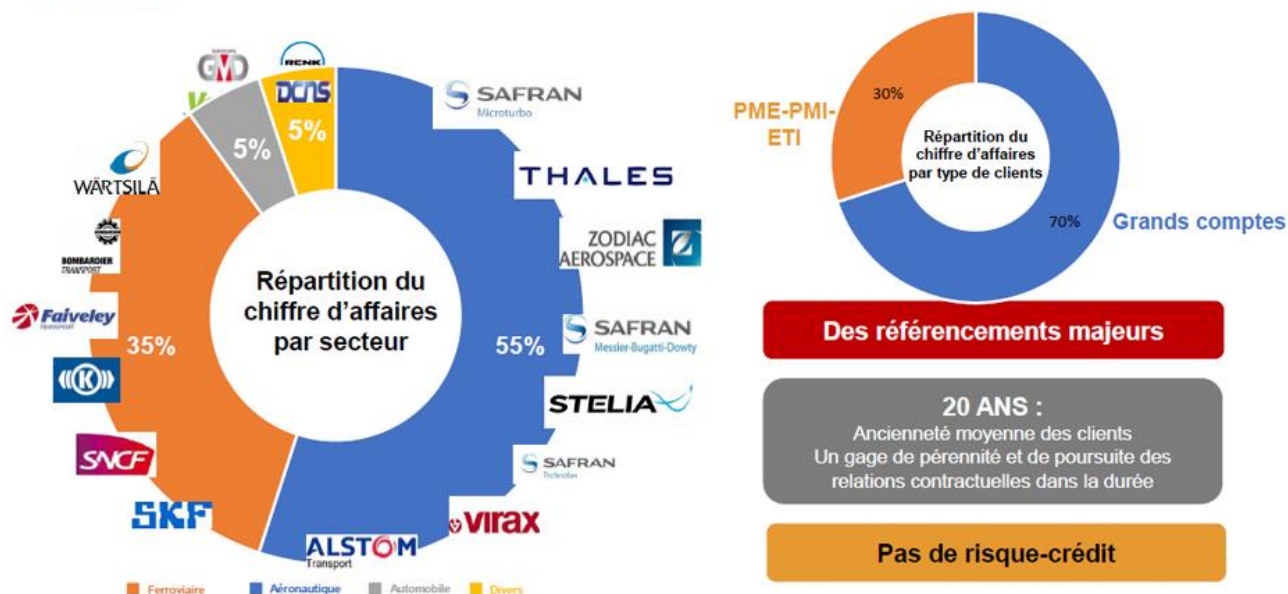 GROUPE
GMD
RENK
DCNS
5%
5%
SAFRAN
Microturbo
THALES
ZODIAC
AEROSPACE
SAFRAN
Messier-Bugatti-Dowty
STELIA
SAFRAN
Technofan
VIRAX
ALSTOM
Transport
SKF
SNCF
K
Faiveley
TRANSPORT
BOMBARDIER
TRANSPORT
WÄRTSILÄ
35%
55%
Répartition du
chiffre d'affaires
par secteur
Ferroviaire
Aéronautique
Automobile
Divers
30%
PME-PMI-
ETI
Répartition du
chiffre d'affaires
par type de clients
70%
Grands comptes
Des référencements majeurs
20 ANS :
Ancienneté moyenne des clients
Un gage de pérennité et de poursuite des
relations contractuelles dans la durée
Pas de risque-crédit